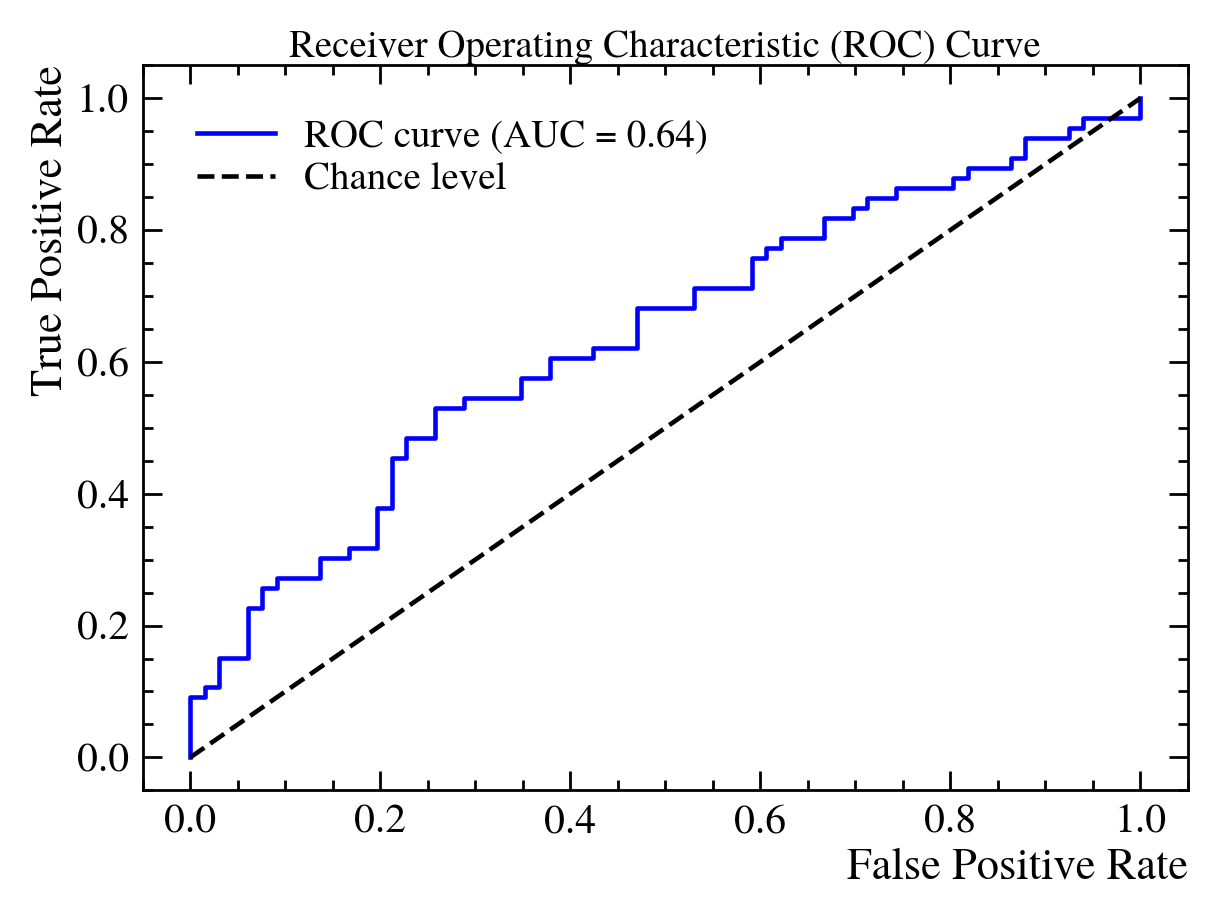 Receiver Operating Characteristic (ROC) Curve
True Positive Rate
1.0
0.8
0.6
0.4
0.2
0.0
ROC curve (AUC = 0.64)
Chance level
0.0 0.2 0.4 0.6 0.8 1.0
False Positive Rate